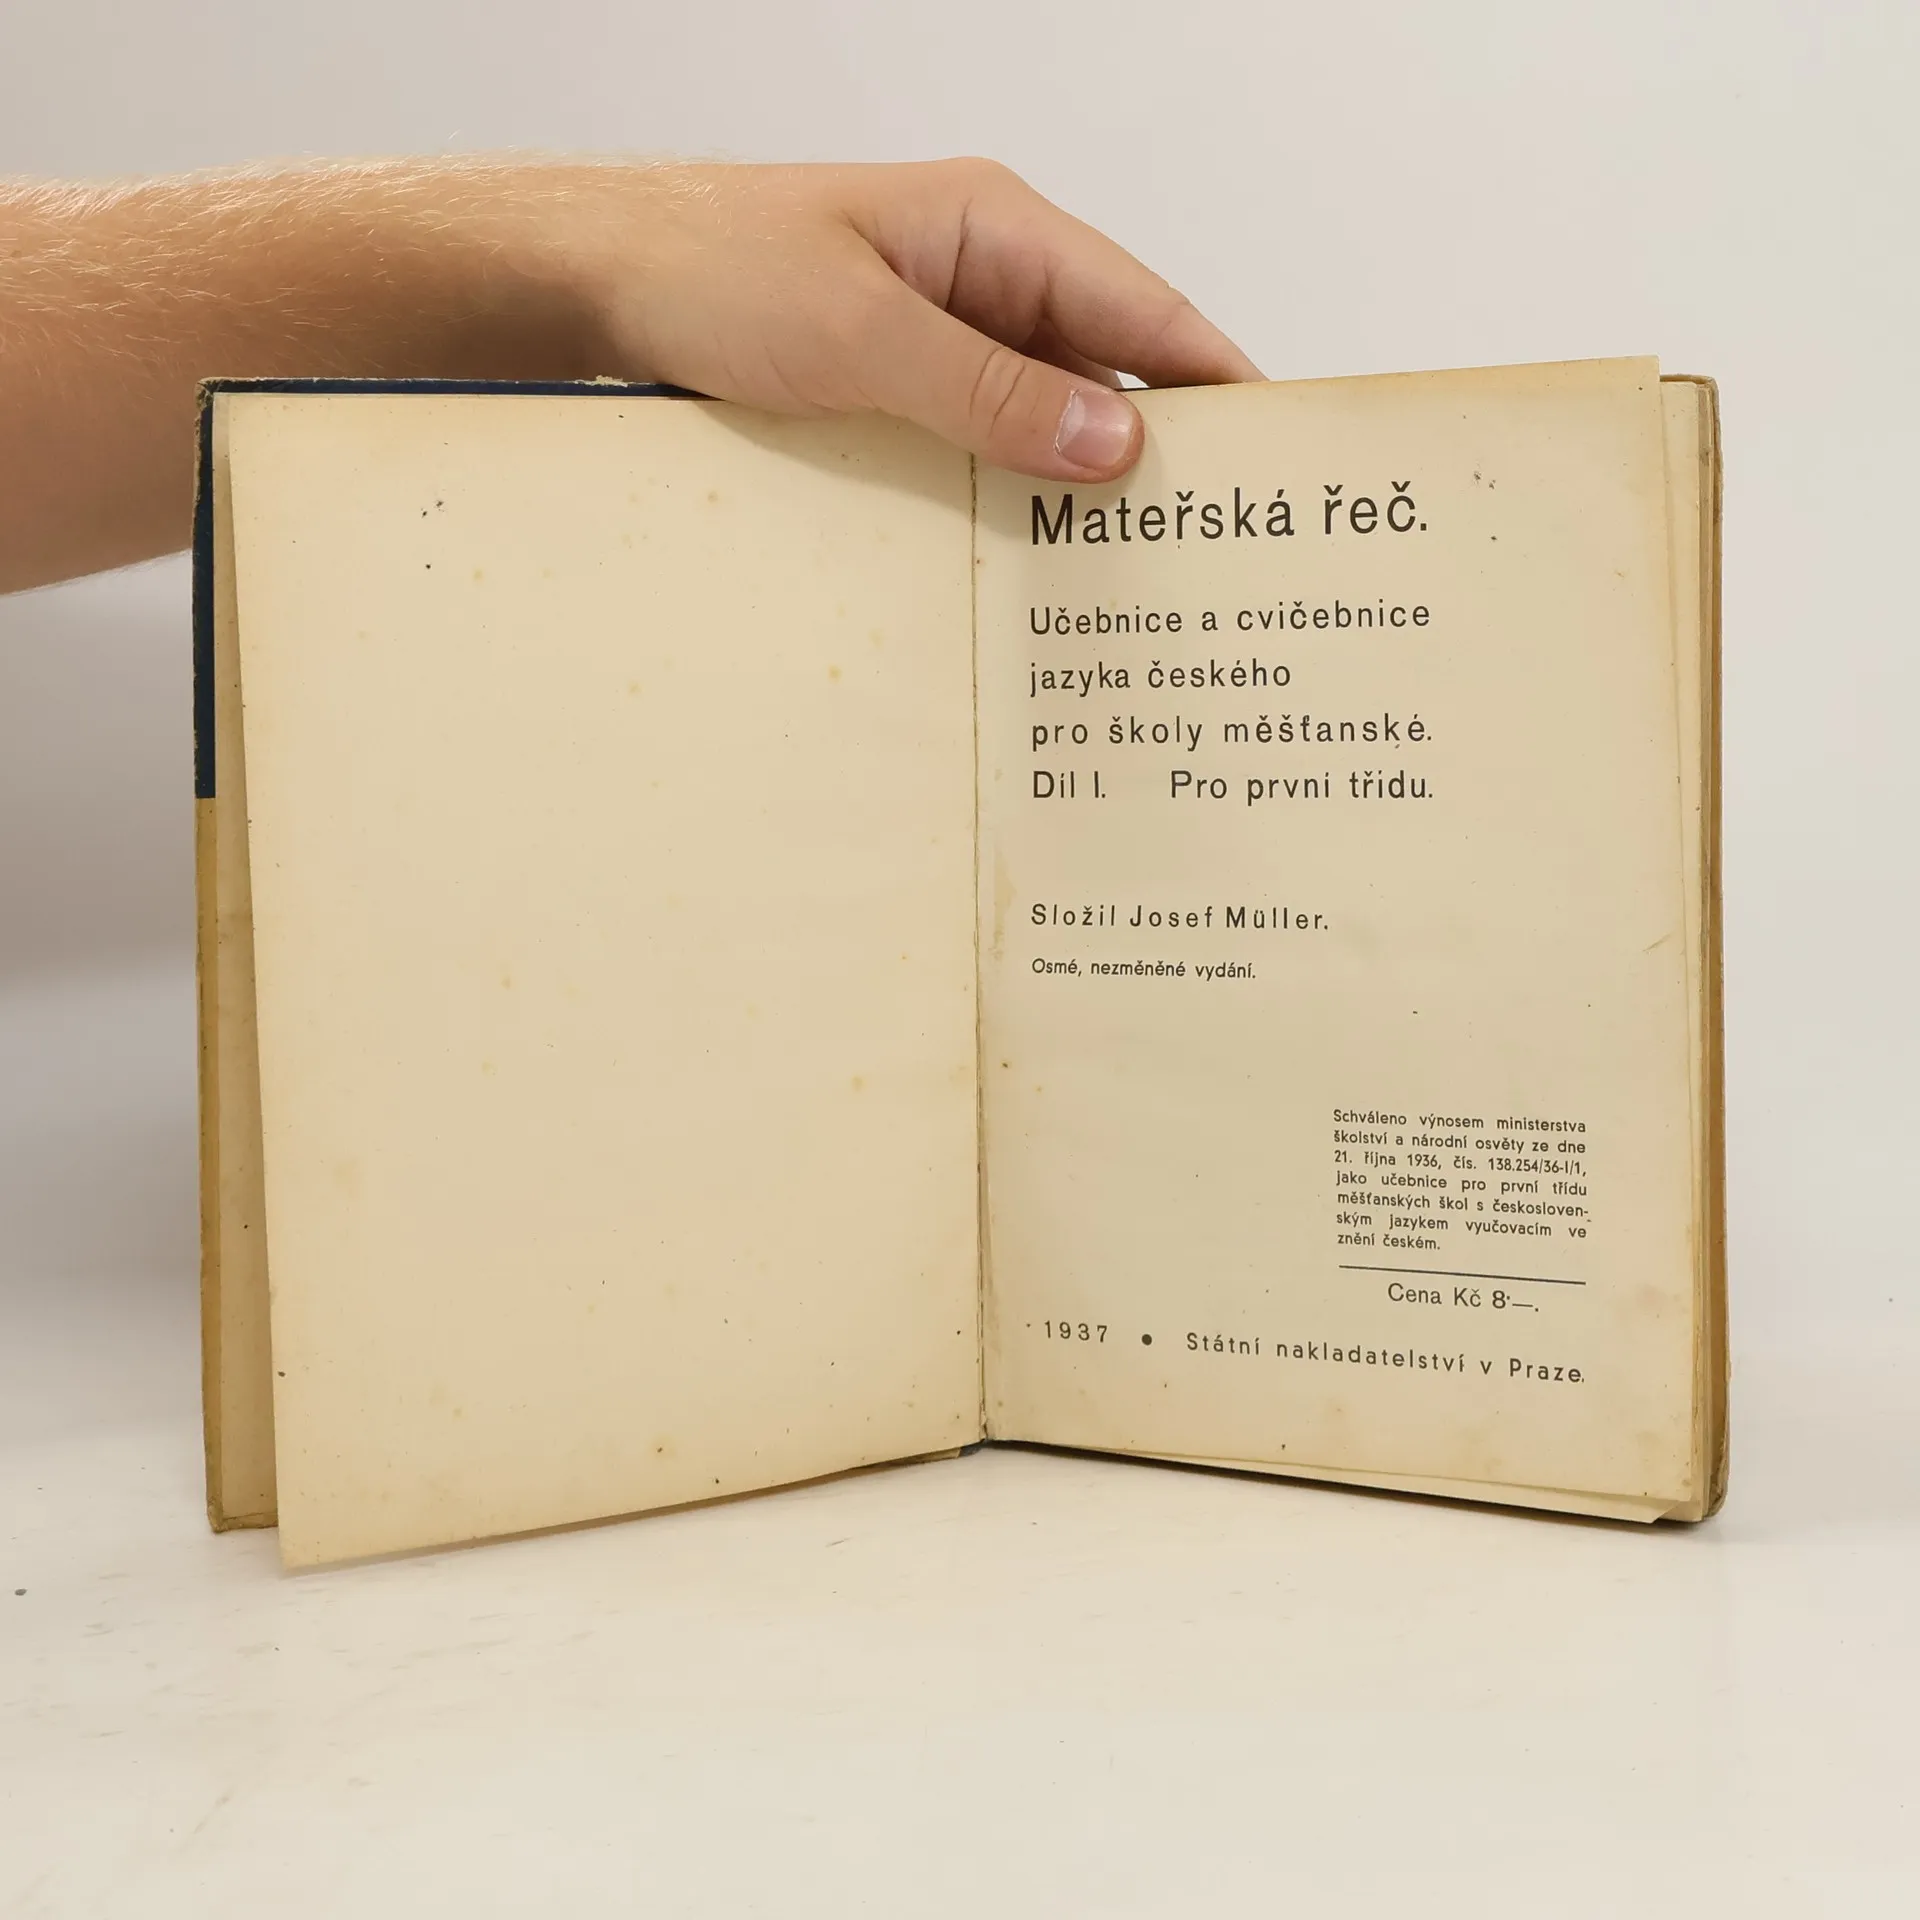 Mateřská řeč.
Učebnice a cvičebnice
jazyka českého
pro školy měšťanské.
Díl I. Pro první třídu.
Složil Josef Müller.
Osmé, nezměněné vydání.
Schváleno výnosem ministerstva
školství a národní osvěty ze dne
21. října 1936, čís. 138.254/36-I/1,
jako učebnice pro první třídu
měšťanských škol s českosloven-
ským jazykem vyučovacím ve
znění českém.
Cena Kč 8·—.
1937 • Státní nakladatelství v Praze.